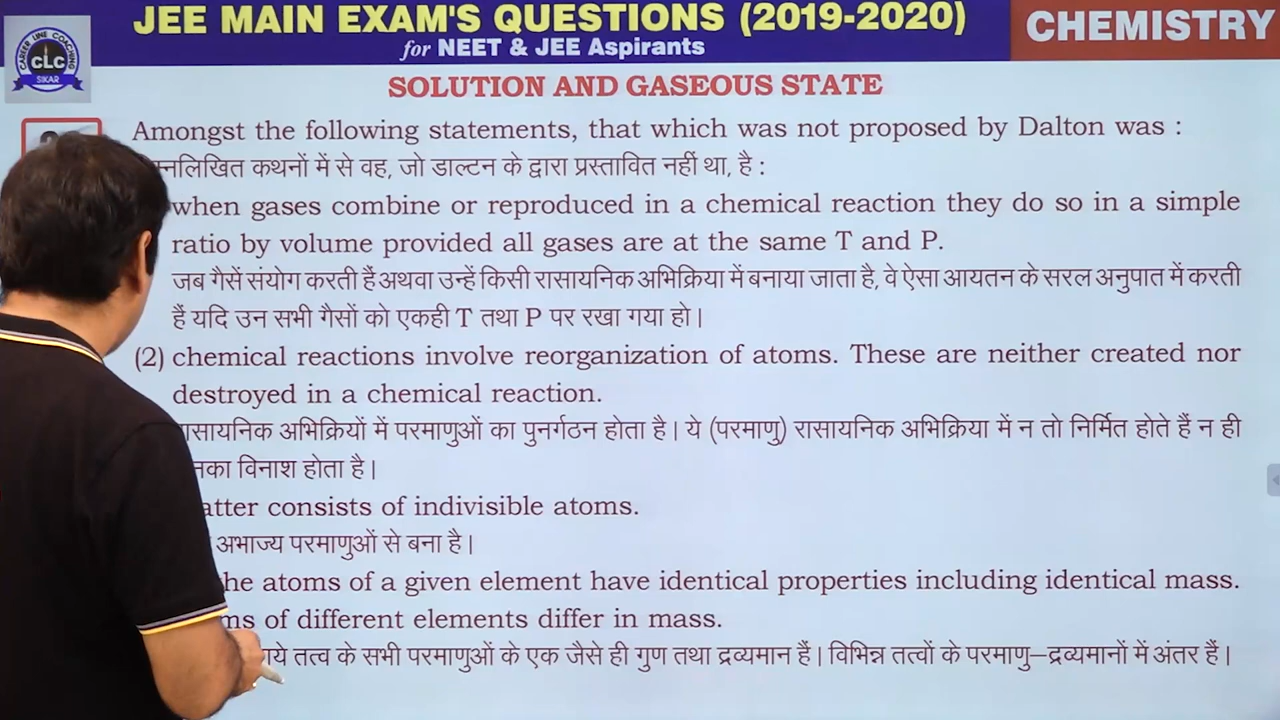 JEE MAIN EXAM'S QUESTIONS (2019-2020)
for NEET & JEE Aspirants
CHEMISTRY
CAREER LINE COACHING
CLC
SIKAR
SOLUTION AND GASEOUS STATE
Amongst the following statements, that which was not proposed by Dalton was :
कथनों में से वह, जो डाल्टन के द्वारा प्रस्तावित नहीं था, है :
when gases combine or reproduced in a chemical reaction they do so in a simple
ratio by volume provided all gases are at the same T and P.
जब गैसें संयोग करती हैं अथवा उन्हें किसी रासायनिक अभिक्रिया में बनाया जाता है, वे ऐसा आयतन के सरल अनुपात में करती
हैं यदि उन सभी गैसों को एकही T तथा P पर रखा गया हो।
(2) chemical reactions involve reorganization of atoms. These are neither created nor
destroyed in a chemical reaction.
अभिक्रियों में परमाणुओं का पुनर्गठन होता है। ये (परमाणु) रासायनिक अभिक्रिया में न तो निर्मित होते हैं न ही
विनाश होता है।
consists of indivisible atoms.
अभाज्य परमाणुओं से बना है।
atoms of a given element have identical properties including identical mass.
of different elements differ in mass.
तत्व के सभी परमाणुओं के एक जैसे ही गुण तथा द्रव्यमान हैं। विभिन्न तत्वों के परमाणु–द्रव्यमानों में अंतर हैं।